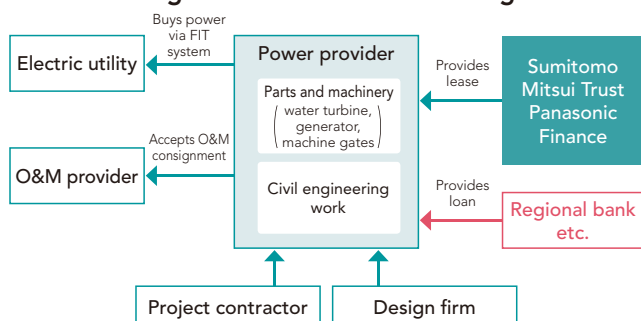 Buys power
via FIT
system
Electric utility
Power provider
Parts and machinery
(water turbine,
generator,
machine gates)
Provides
lease
Sumitomo
Mitsui Trust
Panasonic
Finance
Accepts O&M
consignment
O&M provider
Civil engineering
work
Provides
loan
Regional bank
etc.
Project contractor
Design firm